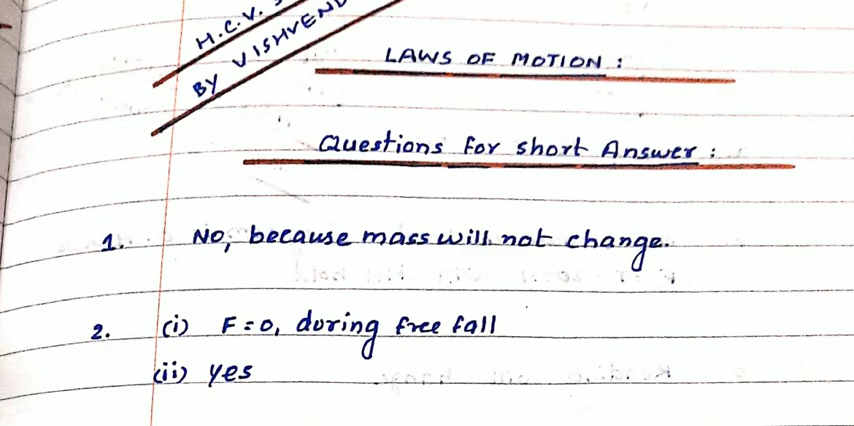 H.C.V.
BY VISHVEND
LAWS OF MOTION :
Questions for short Answer :
1. No, because mass will not change.
2. (i) F = 0, during free fall
(ii) yes